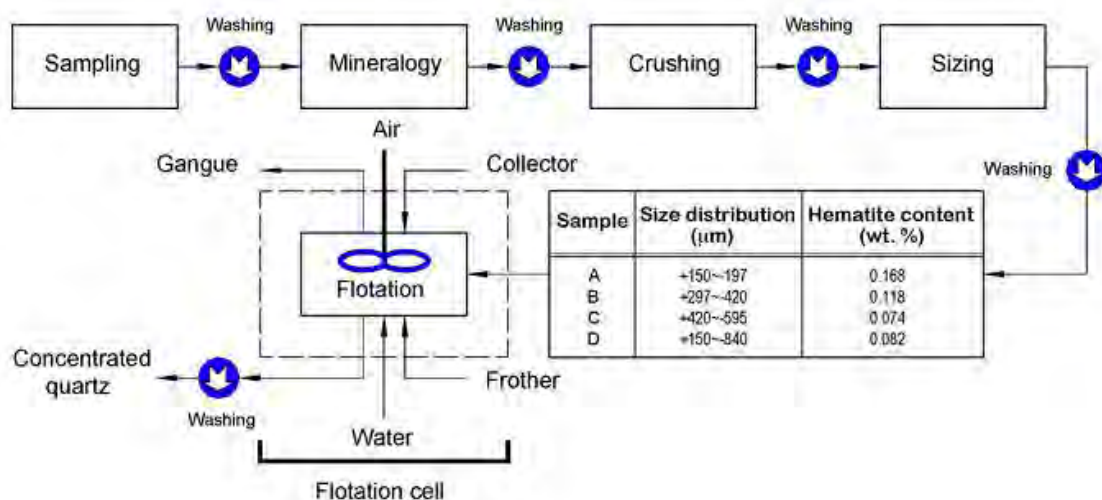 Washing
Washing
Washing
Sampling
Mineralogy
Crushing
Sizing
Air
Gangue
Collector
Washing
Sample
Size distribution
(μm)
Hematite content
(wt. %)
A
+150~-197
0.168
B
+297~-420
0.118
C
+420~-595
0.074
D
+150~-840
0.082
Flotation
Concentrated
quartz
Washing
Frother
Water
Flotation cell